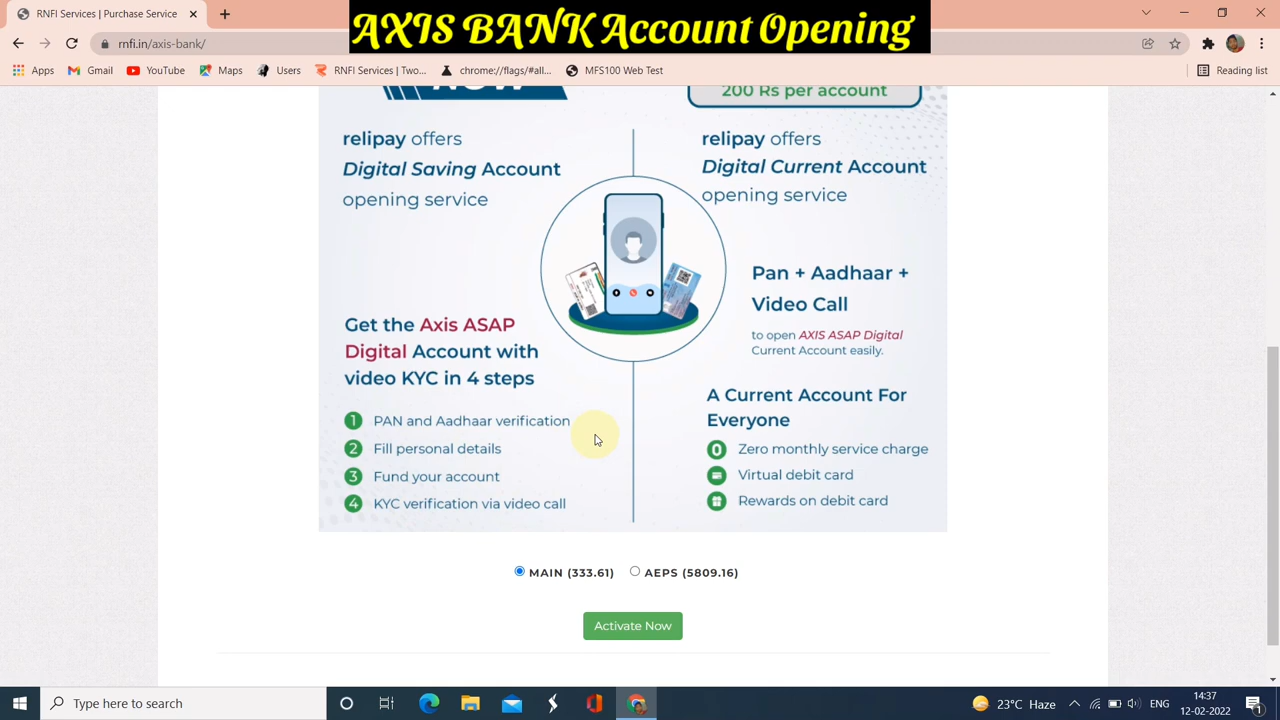 RNFI Services | Purchase Service
AXIS BANK Account Opening
rnfi.in/axis-bank/
Apps
Gmail
YouTube
Maps
Users
RNFI Services | Two...
chrome://flags/#all...
MFS100 Web Test
Reading list
NOW
200 Rs per account
relipay offers
Digital Saving Account
opening service
relipay offers
Digital Current Account
opening service
Pan + Aadhaar +
Video Call
to open AXIS ASAP Digital
Current Account easily.
Get the Axis ASAP
Digital Account with
video KYC in 4 steps
1 PAN and Aadhaar verification
2 Fill personal details
3 Fund your account
4 KYC verification via video call
A Current Account For
Everyone
0 Zero monthly service charge
Virtual debit card
Rewards on debit card
MAIN (333.61)
AEPS (5809.16)
Activate Now
Type here to search
23°C Haze
14:37
12-02-2022
1